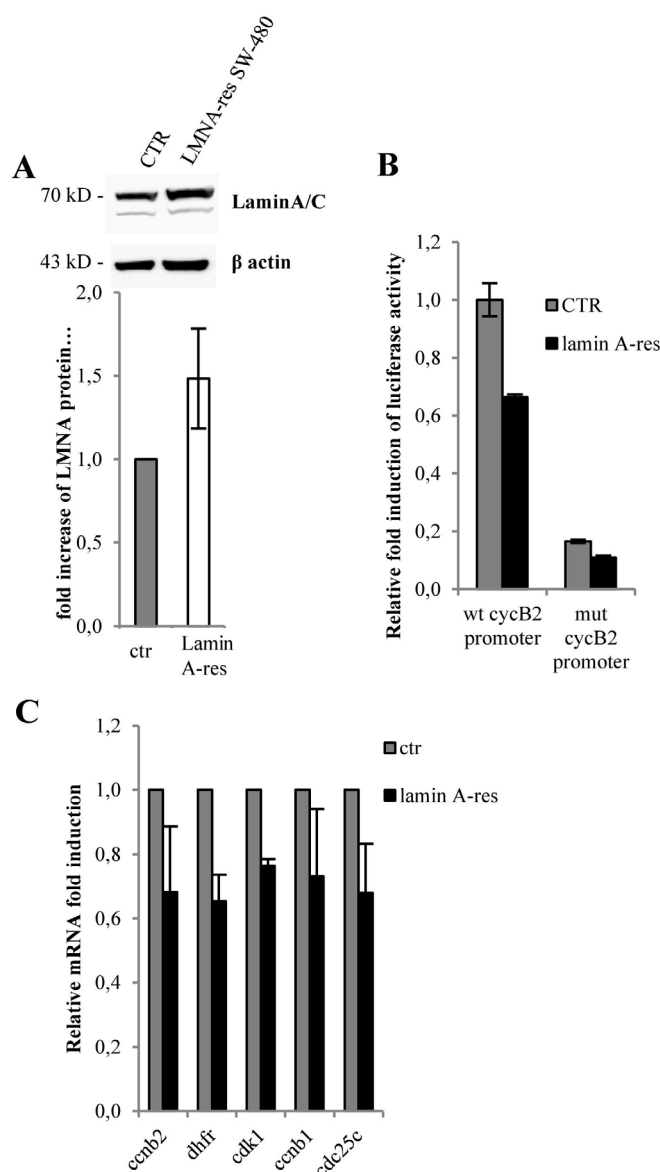 CTR
LMNA-res SW-480
A
70 kD -
LaminA/C
43 kD -
β actin
fold increase of LMNA protein...
2,0
1,5
1,0
0,5
0,0
ctr
Lamin
A-res
B
Relative fold induction of luciferase activity
1,2
1,0
0,8
0,6
0,4
0,2
0,0
CTR
lamin A-res
wt cycB2
promoter
mut
cycB2
promoter
C
Relative mRNA fold induction
1,2
1,0
0,8
0,6
0,4
0,2
0,0
ctr
lamin A-res
ccnb2
dhfr
cdk1
ccnb1
cdc25c